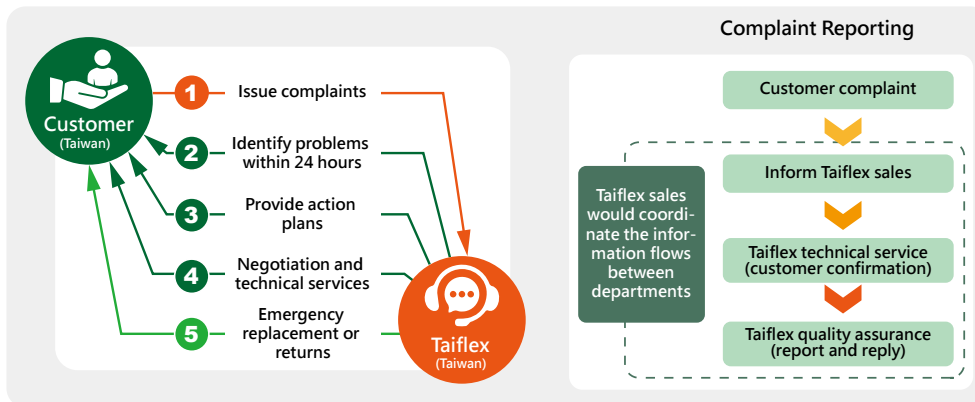 Complaint Reporting
Customer
(Taiwan)
1
Issue complaints
2
Identify problems
within 24 hours
3
Provide action
plans
4
Negotiation and
technical services
5
Emergency
replacement or
returns
Taiflex
(Taiwan)
Customer complaint
Taiflex sales
would coordi-
nate the infor-
mation flows
between
departments
Inform Taiflex sales
Taiflex technical service
(customer confirmation)
Taiflex quality assurance
(report and reply)